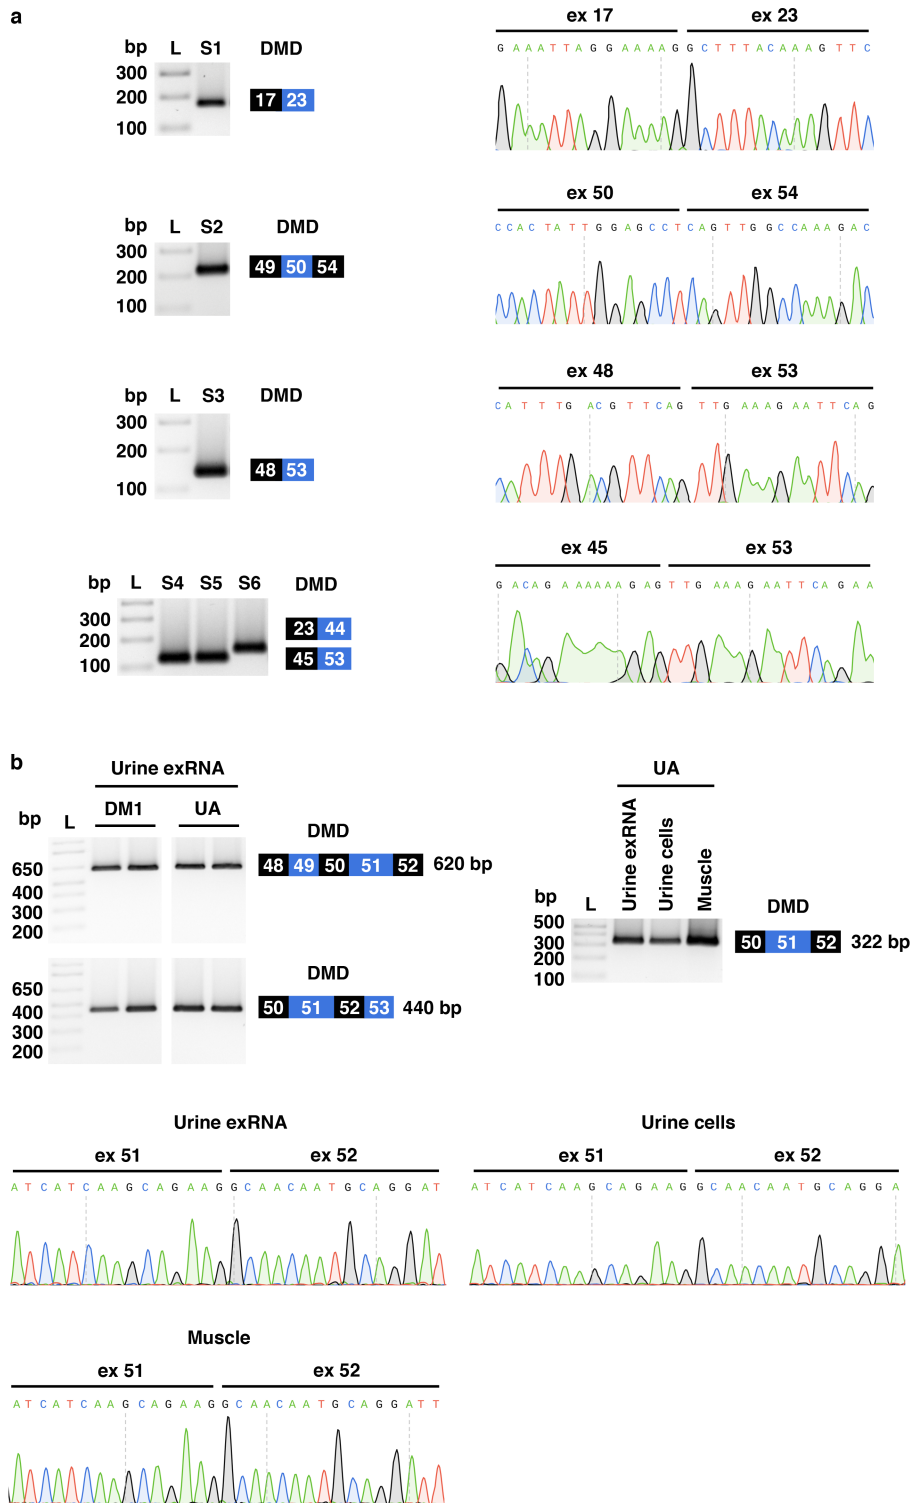 a
bp L S1 DMD
300
200
100
17 23
ex 17 ex 23
G A A A T T A G G A A A A G G C T T T A C A A A G T T C
bp L S2 DMD
300
200
100
49 50 54
ex 50 ex 54
C C A C T A T T G G A G C C T C A G T T G G C C A A A G A C
bp L S3 DMD
300
200
100
48 53
ex 48 ex 53
C A T T T G A C G T T C A G T T G A A A G A A T T C A G
bp L S4 S5 S6 DMD
300
200
100
23 44
45 53
ex 45 ex 53
G A C A G A A A A A A G A G T T G A A A G A A T T C A G A A
b
Urine exRNA
DM1 UA
bp L
650
400
300
200
DMD
48 49 50 51 52 620 bp
650
400
300
200
DMD
50 51 52 53 440 bp
UA
Urine exRNA
Urine cells
Muscle
bp L
500
300
200
100
DMD
50 51 52 322 bp
Urine exRNA
ex 51 ex 52
A T C A T C A A G C A G A A G G C A A C A A T G C A G G A T
Urine cells
ex 51 ex 52
A T C A T C A A G C A G A A G G C A A C A A T G C A G G A
Muscle
ex 51 ex 52
A T C A T C A A G C A G A A G G C A A C A A T G C A G G A T T